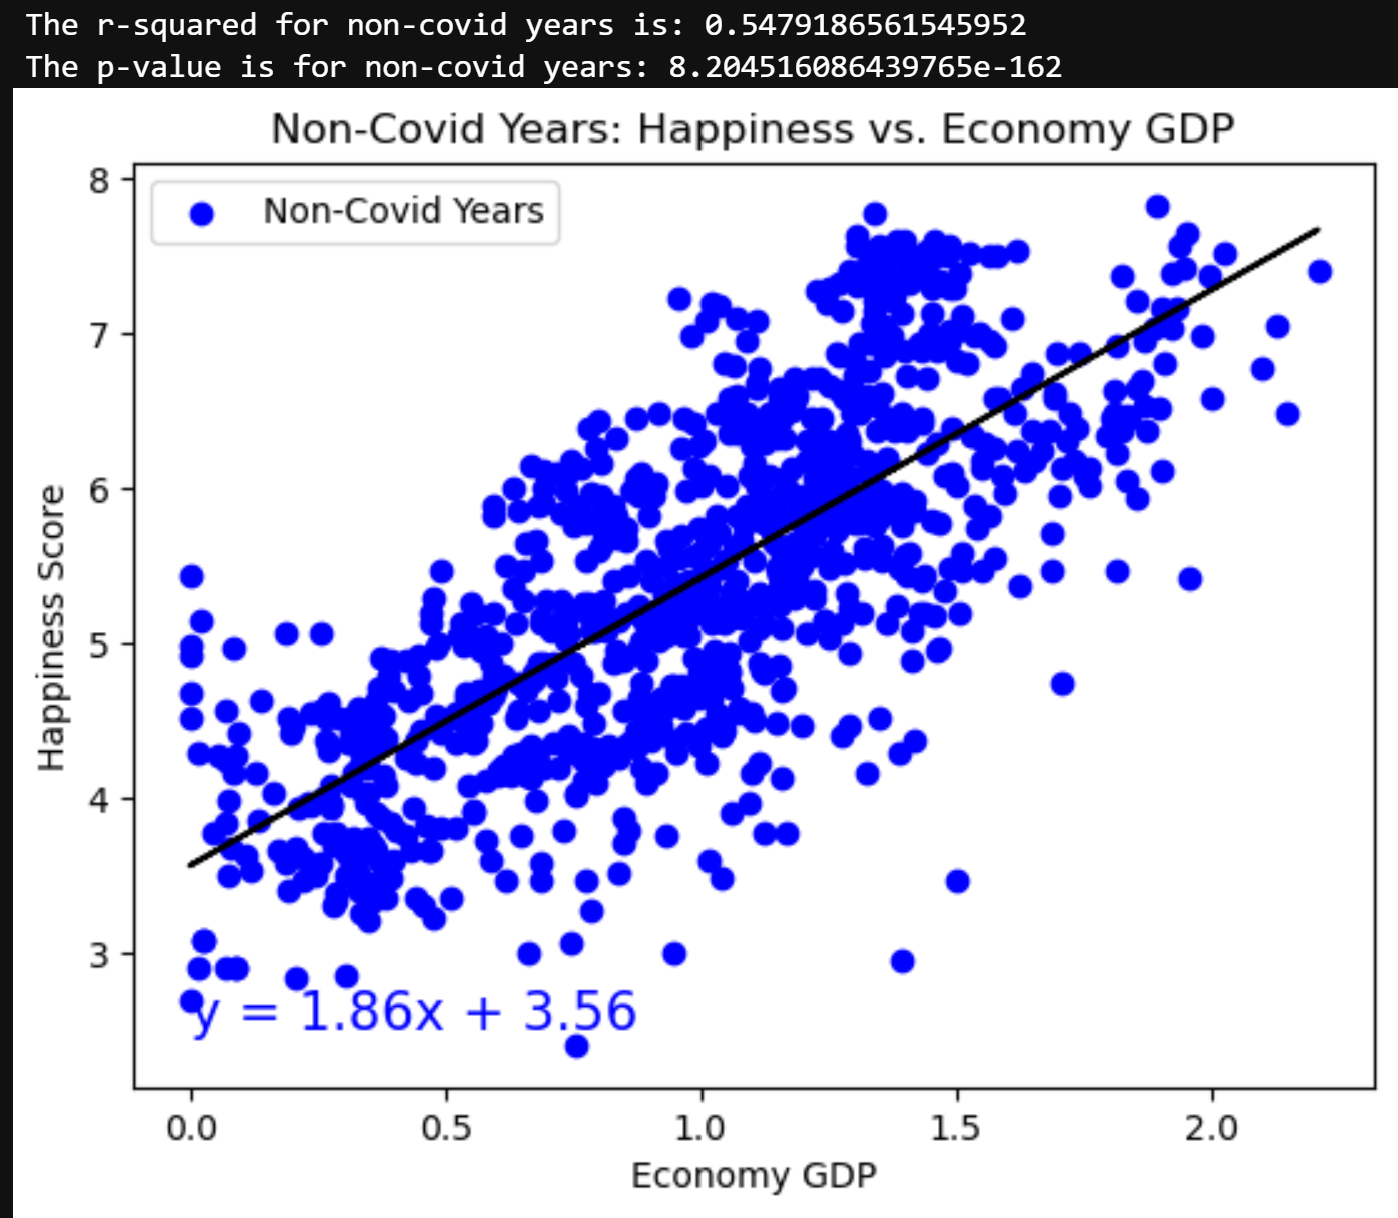 The r-squared for non-covid years is: 0.5479186561545952
The p-value is for non-covid years: 8.204516086439765e-162
Non-Covid Years: Happiness vs. Economy GDP
Non-Covid Years
8
7
6
5
4
3
Happiness Score
y = 1.86x + 3.56
0.0 0.5 1.0 1.5 2.0
Economy GDP